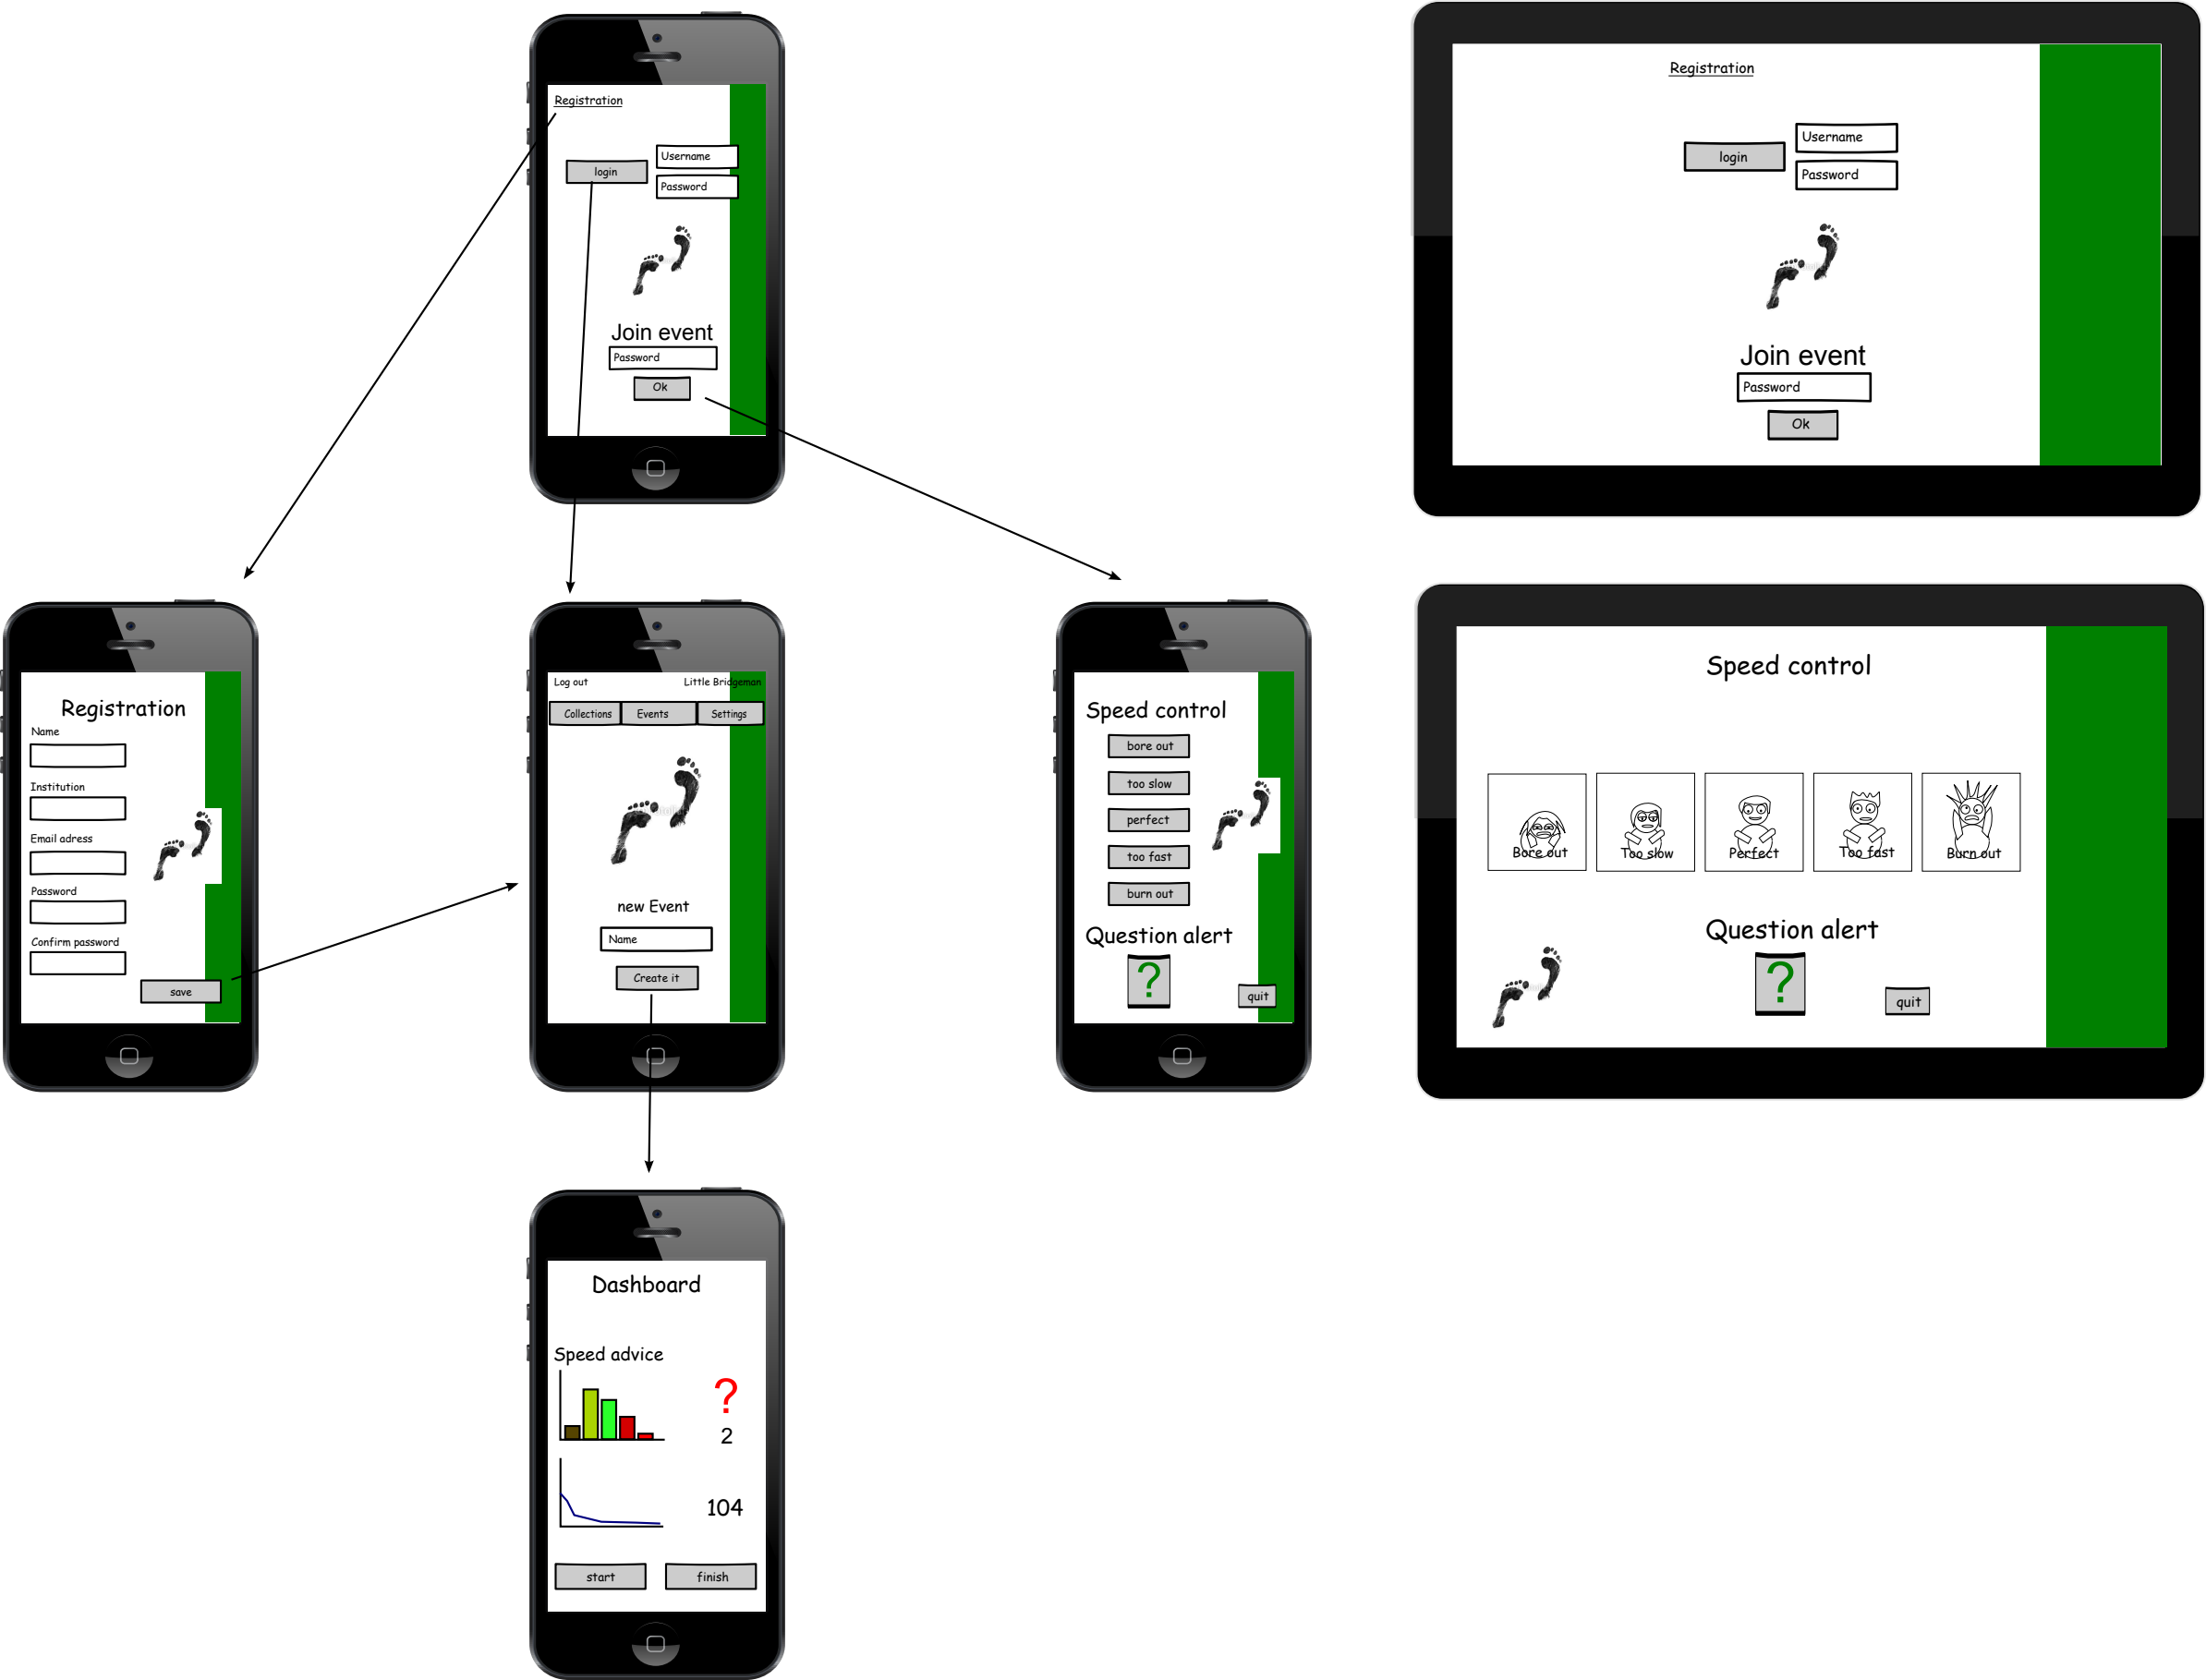 Registration
login
Username
Password
Join event
Password
Ok
Registration
login
Username
Password
Join event
Password
Ok
Registration
Name
Institution
Email adress
Password
Confirm password
save
Log out
Little Bridgeman
Collections
Events
Settings
new Event
Name
Create it
Speed control
bore out
too slow
perfect
too fast
burn out
Question alert
?
quit
Speed control
Bore out
Too slow
Perfect
Too fast
Burn out
Question alert
?
quit
Dashboard
Speed advice
?
2
104
start
finish